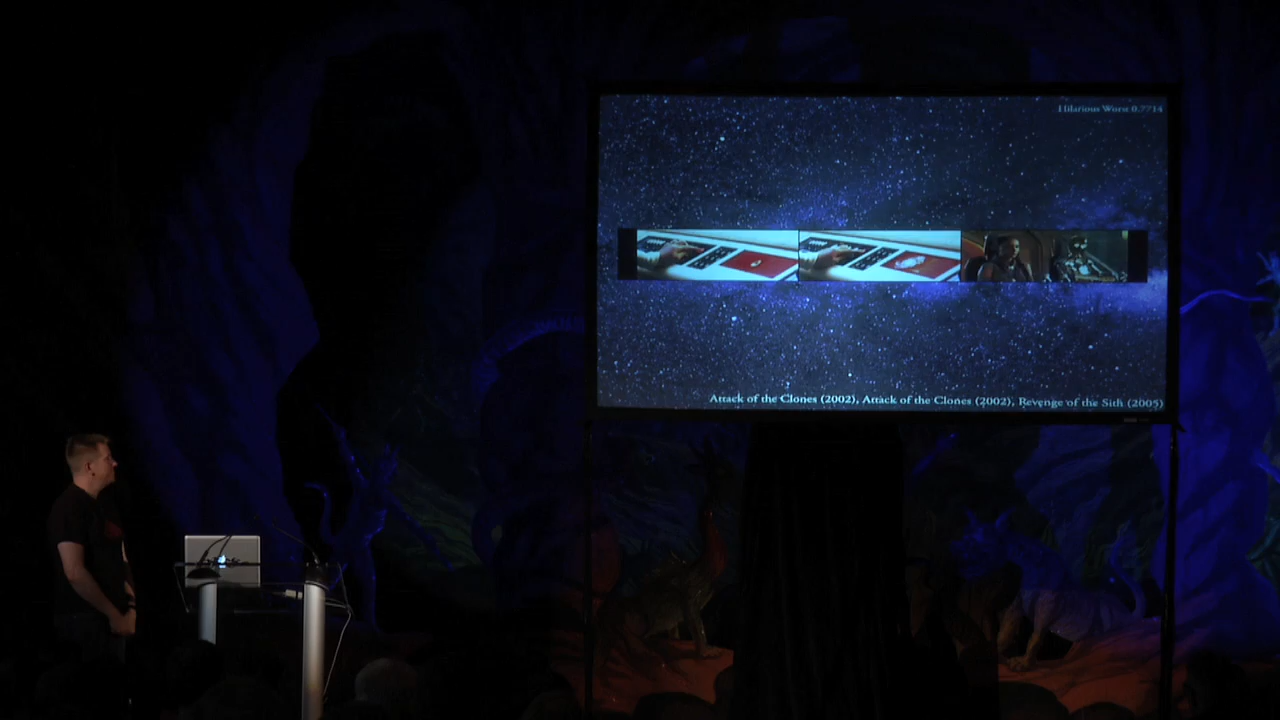 Hilarious Worst 0.7714
Attack of the Clones (2002), Attack of the Clones (2002), Revenge of the Sith (2005)